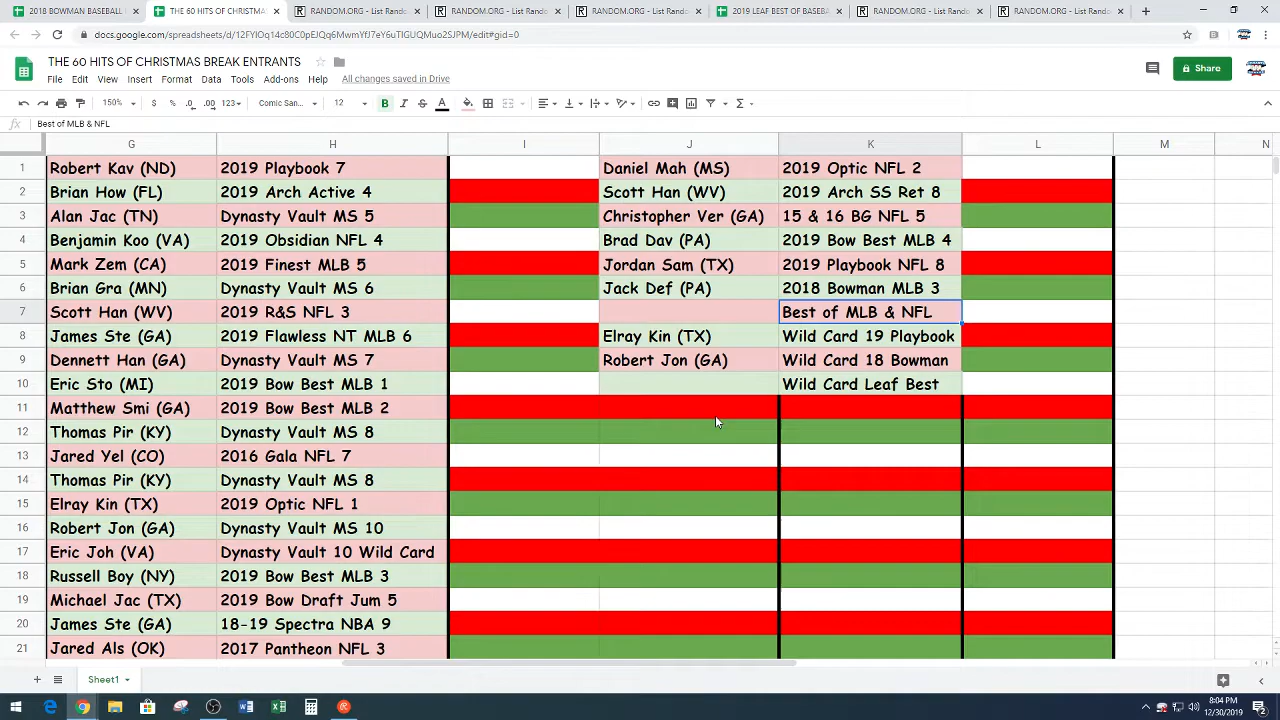 2018 BOWMAN BASEBALL
THE 60 HITS OF CHRISTMA
RANDOM.ORG - List Rando
RANDOM.ORG - List Rando
RANDOM.ORG - List Rando
2019 LEAF BEST OF BASEBA
RANDOM.ORG - List Rando
RANDOM.ORG - List Rando
THE 60 HITS OF CHRISTMAS BREAK ENTRANTS
File Edit View Insert Format Data Tools Add-ons Help All changes saved in Drive
Share
150% $ % .0 .00 123 Comic San... 12 B I S A
fx Best of MLB & NFL
G H I J K L M N
1 Robert Kav (ND) 2019 Playbook 7 Daniel Mah (MS) 2019 Optic NFL 2
2 Brian How (FL) 2019 Arch Active 4 Scott Han (WV) 2019 Arch SS Ret 8
3 Alan Jac (TN) Dynasty Vault MS 5 Christopher Ver (GA) 15 & 16 BG NFL 5
4 Benjamin Koo (VA) 2019 Obsidian NFL 4 Brad Dav (PA) 2019 Bow Best MLB 4
5 Mark Zem (CA) 2019 Finest MLB 5 Jordan Sam (TX) 2019 Playbook NFL 8
6 Brian Gra (MN) Dynasty Vault MS 6 Jack Def (PA) 2018 Bowman MLB 3
7 Scott Han (WV) 2019 R&S NFL 3 Best of MLB & NFL
8 James Ste (GA) 2019 Flawless NT MLB 6 Elray Kin (TX) Wild Card 19 Playbook
9 Dennett Han (GA) Dynasty Vault MS 7 Robert Jon (GA) Wild Card 18 Bowman
10 Eric Sto (MI) 2019 Bow Best MLB 1 Wild Card Leaf Best
11 Matthew Smi (GA) 2019 Bow Best MLB 2
12 Thomas Pir (KY) Dynasty Vault MS 8
13 Jared Yel (CO) 2016 Gala NFL 7
14 Thomas Pir (KY) Dynasty Vault MS 8
15 Elray Kin (TX) 2019 Optic NFL 1
16 Robert Jon (GA) Dynasty Vault MS 10
17 Eric Joh (VA) Dynasty Vault 10 Wild Card
18 Russell Boy (NY) 2019 Bow Best MLB 3
19 Michael Jac (TX) 2019 Bow Draft Jum 5
20 James Ste (GA) 18-19 Spectra NBA 9
21 Jared Als (OK) 2017 Pantheon NFL 3
Sheet1
8:04 PM
12/30/2019